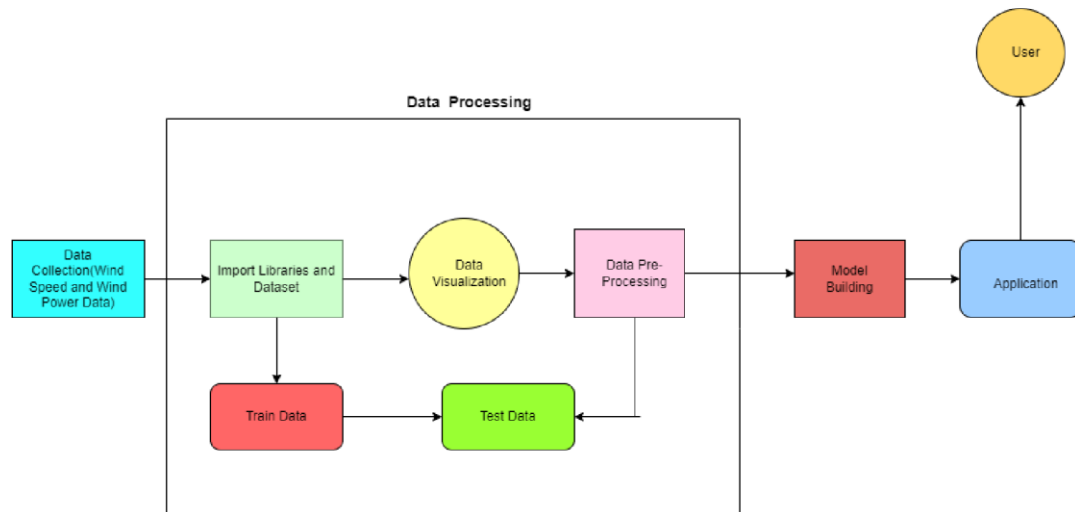 User
Data Processing
Data
Collection(Wind
Speed and Wind
Power Data)
Import Libraries and
Dataset
Data
Visualization
Data Pre-
Processing
Model
Building
Application
Train Data
Test Data